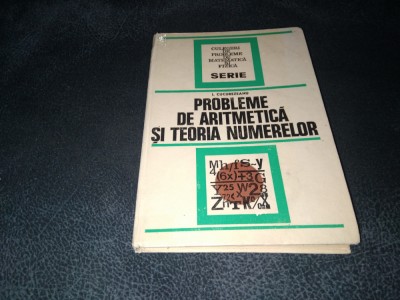 CULEGERI
DE
PROBLEME
DE
MATEMATICĂ
ȘI
FIZICĂ
SERIE
I. CUCUREZEANU
PROBLEME
DE ARITMETICĂ
ȘI TEORIA NUMERELOR